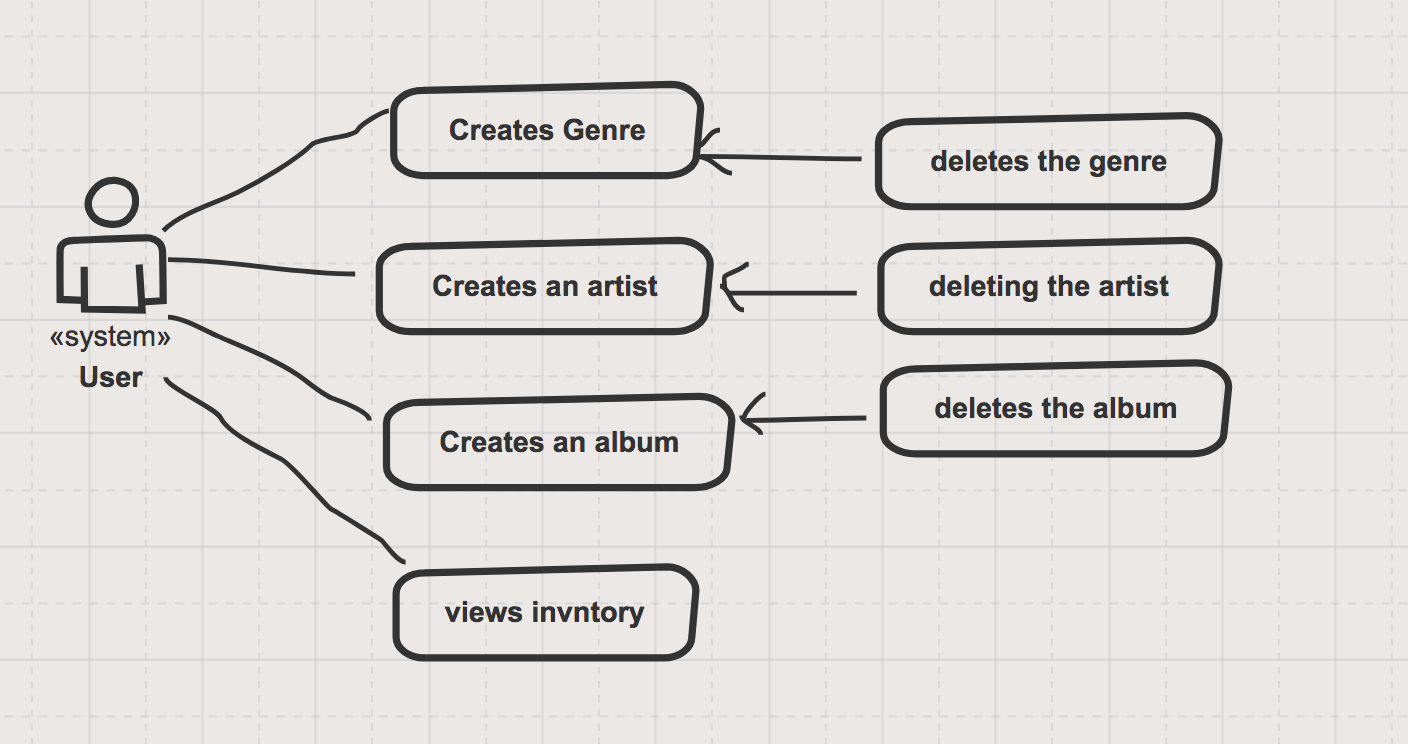 Creates Genre
deletes the genre
Creates an artist
deleting the artist
«system»
User
Creates an album
deletes the album
views invntory